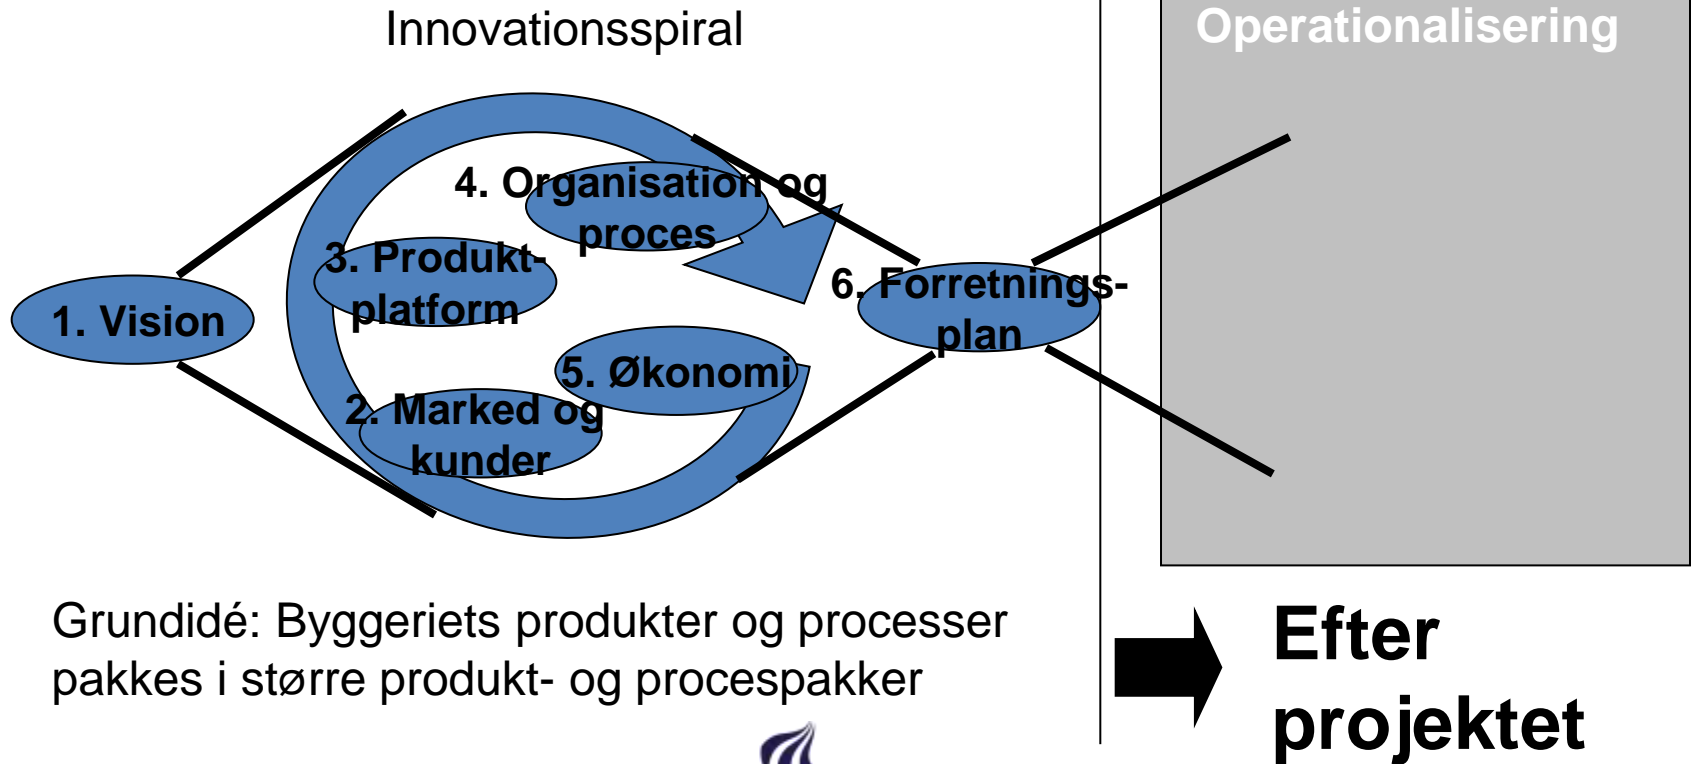 Innovationsspiral
Operationalisering
4. Organisation og
proces
3. Produkt-
platform
1. Vision
6. Forretnings-
plan
5. Økonomi
2. Marked og
kunder
Grundidé: Byggeriets produkter og processer
pakkes i større produkt- og procespakker
Efter
projektet